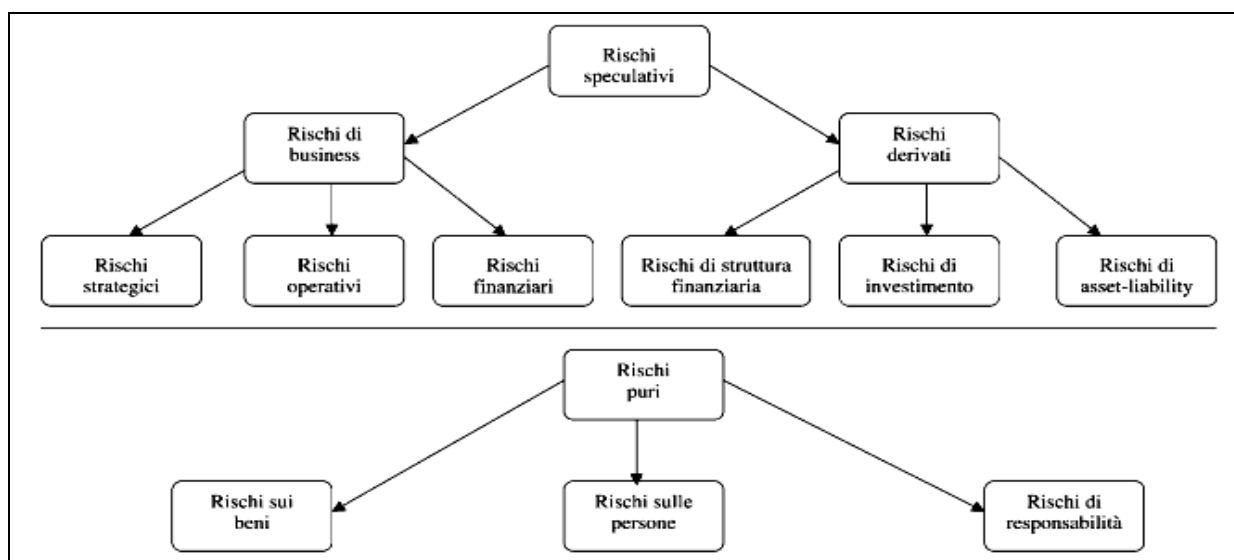 Rischi
speculativi
Rischi di
business
Rischi
derivati
Rischi
strategici
Rischi
operativi
Rischi
finanziari
Rischi di struttura
finanziaria
Rischi di
investimento
Rischi di
asset-liability
Rischi
puri
Rischi sui
beni
Rischi sulle
persone
Rischi di
responsabilità